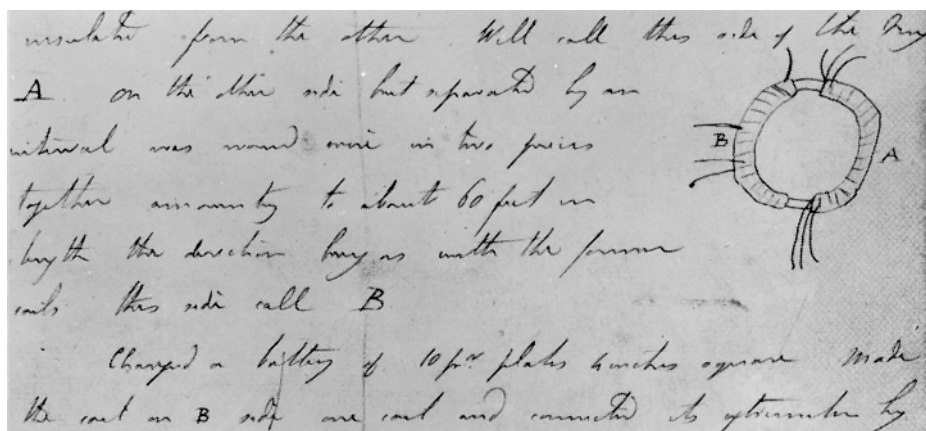 insulated from the other. Will call this side of the ring
A on the other side but separated by an
interval was wound wire in two pieces
together amounting to about 60 feet in
length the direction being as with the former
coils this side call B.
Charged a battery of 10 pr. plates 4 inches square Made
the coil on B side one coil and connected its extremities by
B
A